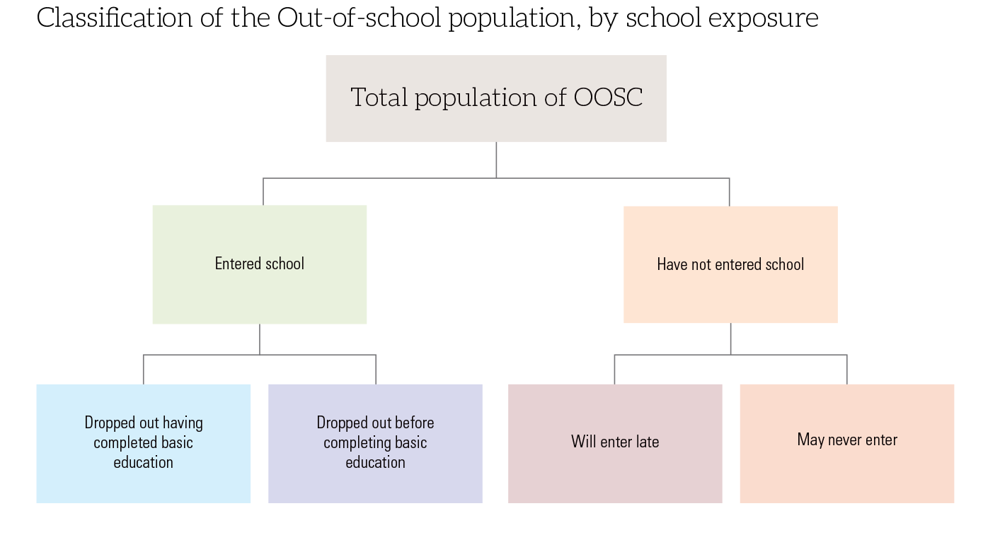 Classification of the Out-of-school population, by school exposure
Total population of OOSC
Entered school
Have not entered school
Dropped out having
completed basic
education
Dropped out before
completing basic
education
Will enter late
May never enter